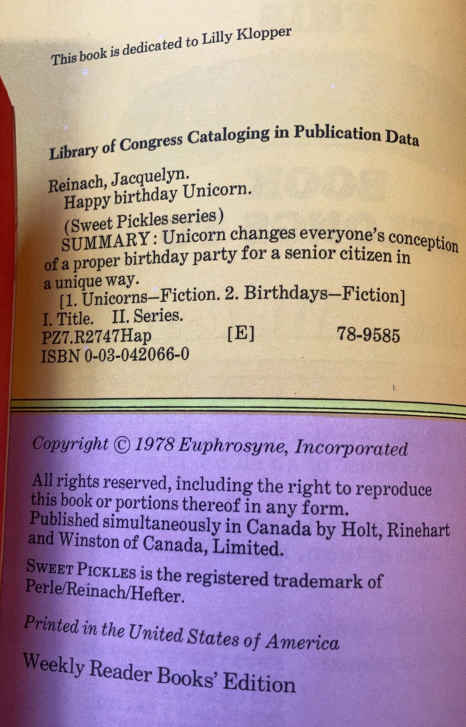 This book is dedicated to Lilly Klopper
Library of Congress Cataloging in Publication Data
Reinach, Jacquelyn.
Happy birthday Unicorn.
(Sweet Pickles series)
SUMMARY: Unicorn changes everyone's conception
of a proper birthday party for a senior citizen in
a unique way.
[1. Unicorns—Fiction. 2. Birthdays—Fiction]
I. Title. II. Series.
PZ7.R2747Hap [E] 78-9585
ISBN 0-03-042066-0
Copyright © 1978 Euphrosyne, Incorporated
All rights reserved, including the right to reproduce
this book or portions thereof in any form.
Published simultaneously in Canada by Holt, Rinehart
and Winston of Canada, Limited.
SWEET PICKLES is the registered trademark of
Perle/Reinach/Hefter.
Printed in the United States of America
Weekly Reader Books' Edition